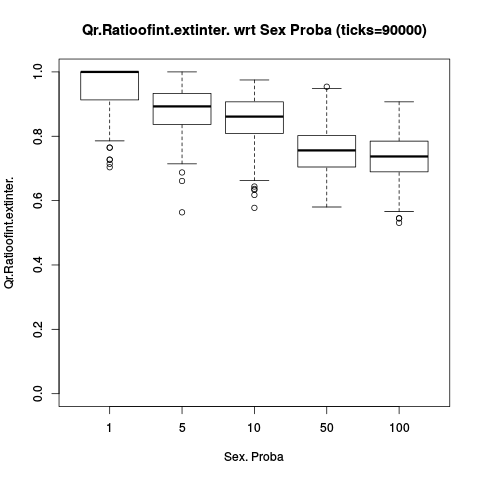 Qr.Ratioofint.extinter. wrt Sex Proba (ticks=90000)
Qr.Ratioofint.extinter.
1.0
0.8
0.6
0.4
0.2
0.0
1 5 10 50 100
Sex. Proba